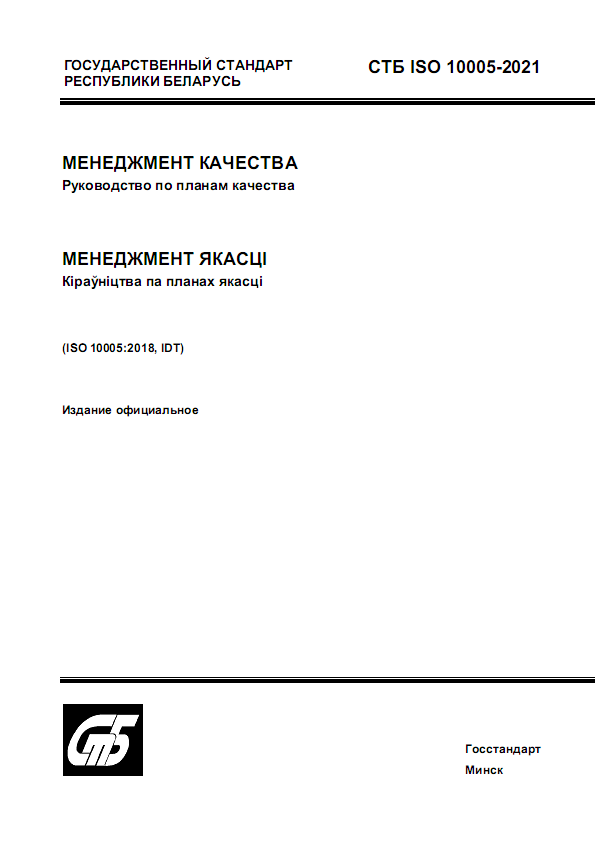 ГОСУДАРСТВЕННЫЙ СТАНДАРТ
РЕСПУБЛИКИ БЕЛАРУСЬ
СТБ ISO 10005-2021
МЕНЕДЖМЕНТ КАЧЕСТВА
Руководство по планам качества
МЕНЕДЖМЕНТ ЯКАСЦІ
Кіраўніцтва па планах якасці
(ISO 10005:2018, IDT)
Издание официальное
СТБ
Госстандарт
Минск